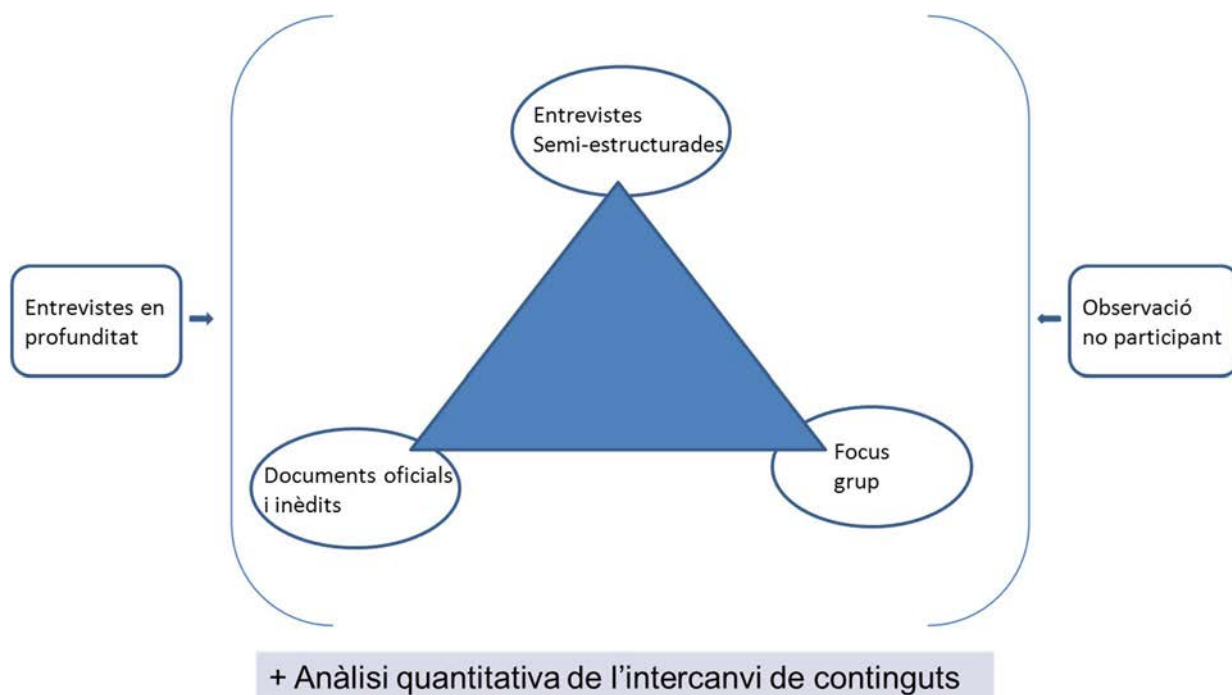 Entrevistes
Semi-estructurades
Entrevistes en
profunditat
Observació
no participant
Documents oficials
i inèdits
Focus
grup
+ Anàlisi quantitativa de l’intercanvi de continguts